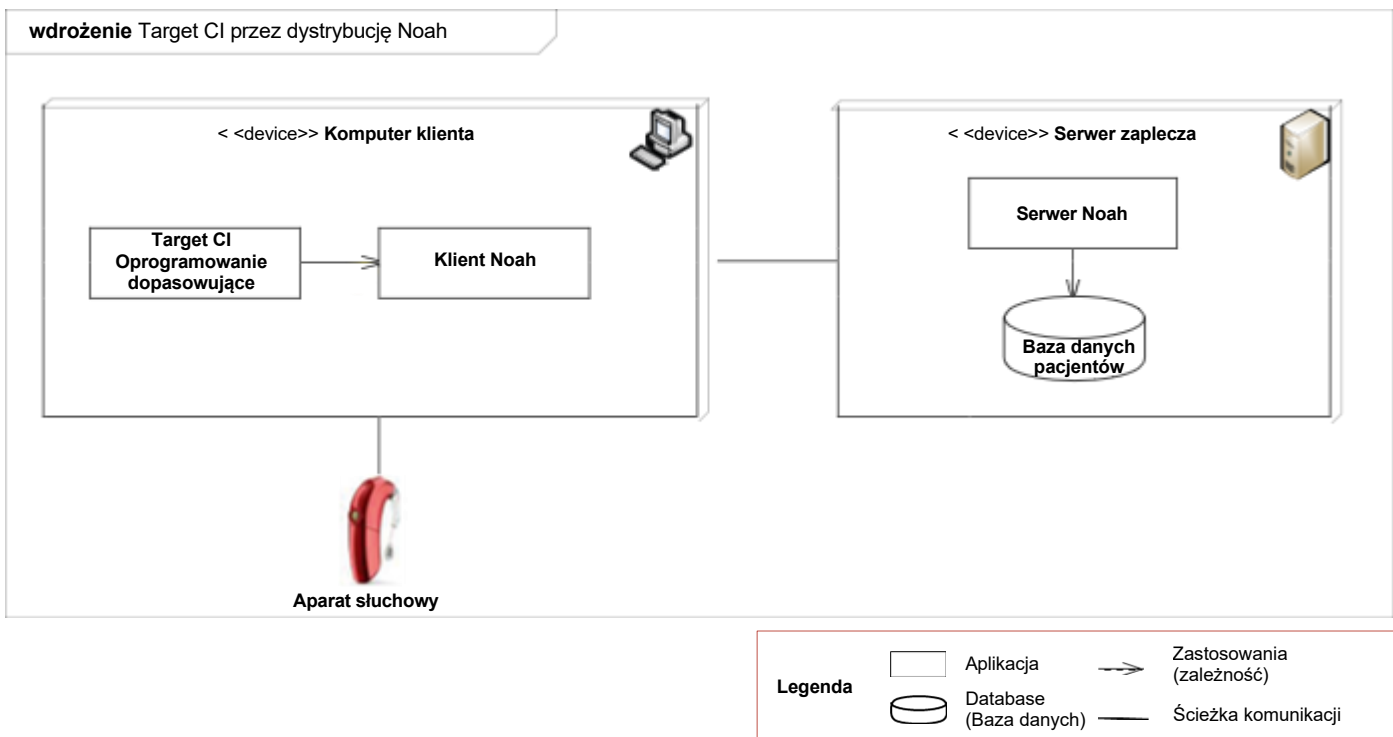 wdrożenie Target CI przez dystrybucję Noah
< <device>> Komputer klienta
Target CI
Oprogramowanie
dopasowujące
Klient Noah
< <device>> Serwer zaplecza
Serwer Noah
Baza danych
pacjentów
Aparat słuchowy
Legenda
Aplikacja
Zastosowania
(zależność)
Database
(Baza danych)
Ścieżka komunikacji